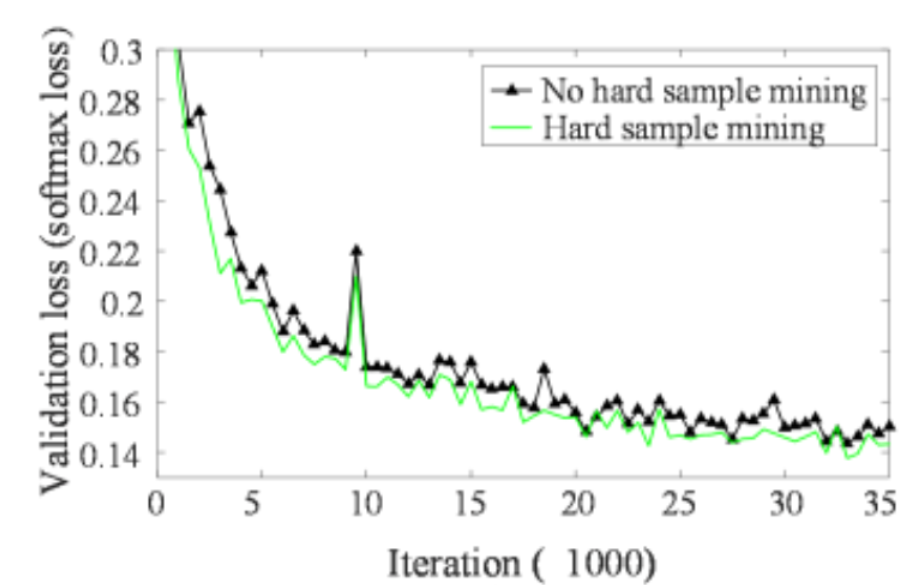 Validation loss (softmax loss)
0.3
0.28
0.26
0.24
0.22
0.2
0.18
0.16
0.14
No hard sample mining
Hard sample mining
0 5 10 15 20 25 30 35
Iteration ( 1000)